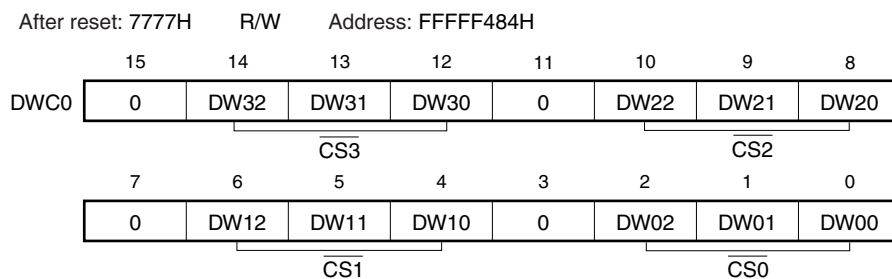 After reset: 7777H R/W Address: FFFFF484H
15 14 13 12 11 10 9 8
DWC0 0 DW32 DW31 DW30 0 DW22 DW21 DW20
CS3 CS2
7 6 5 4 3 2 1 0
0 DW12 DW11 DW10 0 DW02 DW01 DW00
CS1 CS0